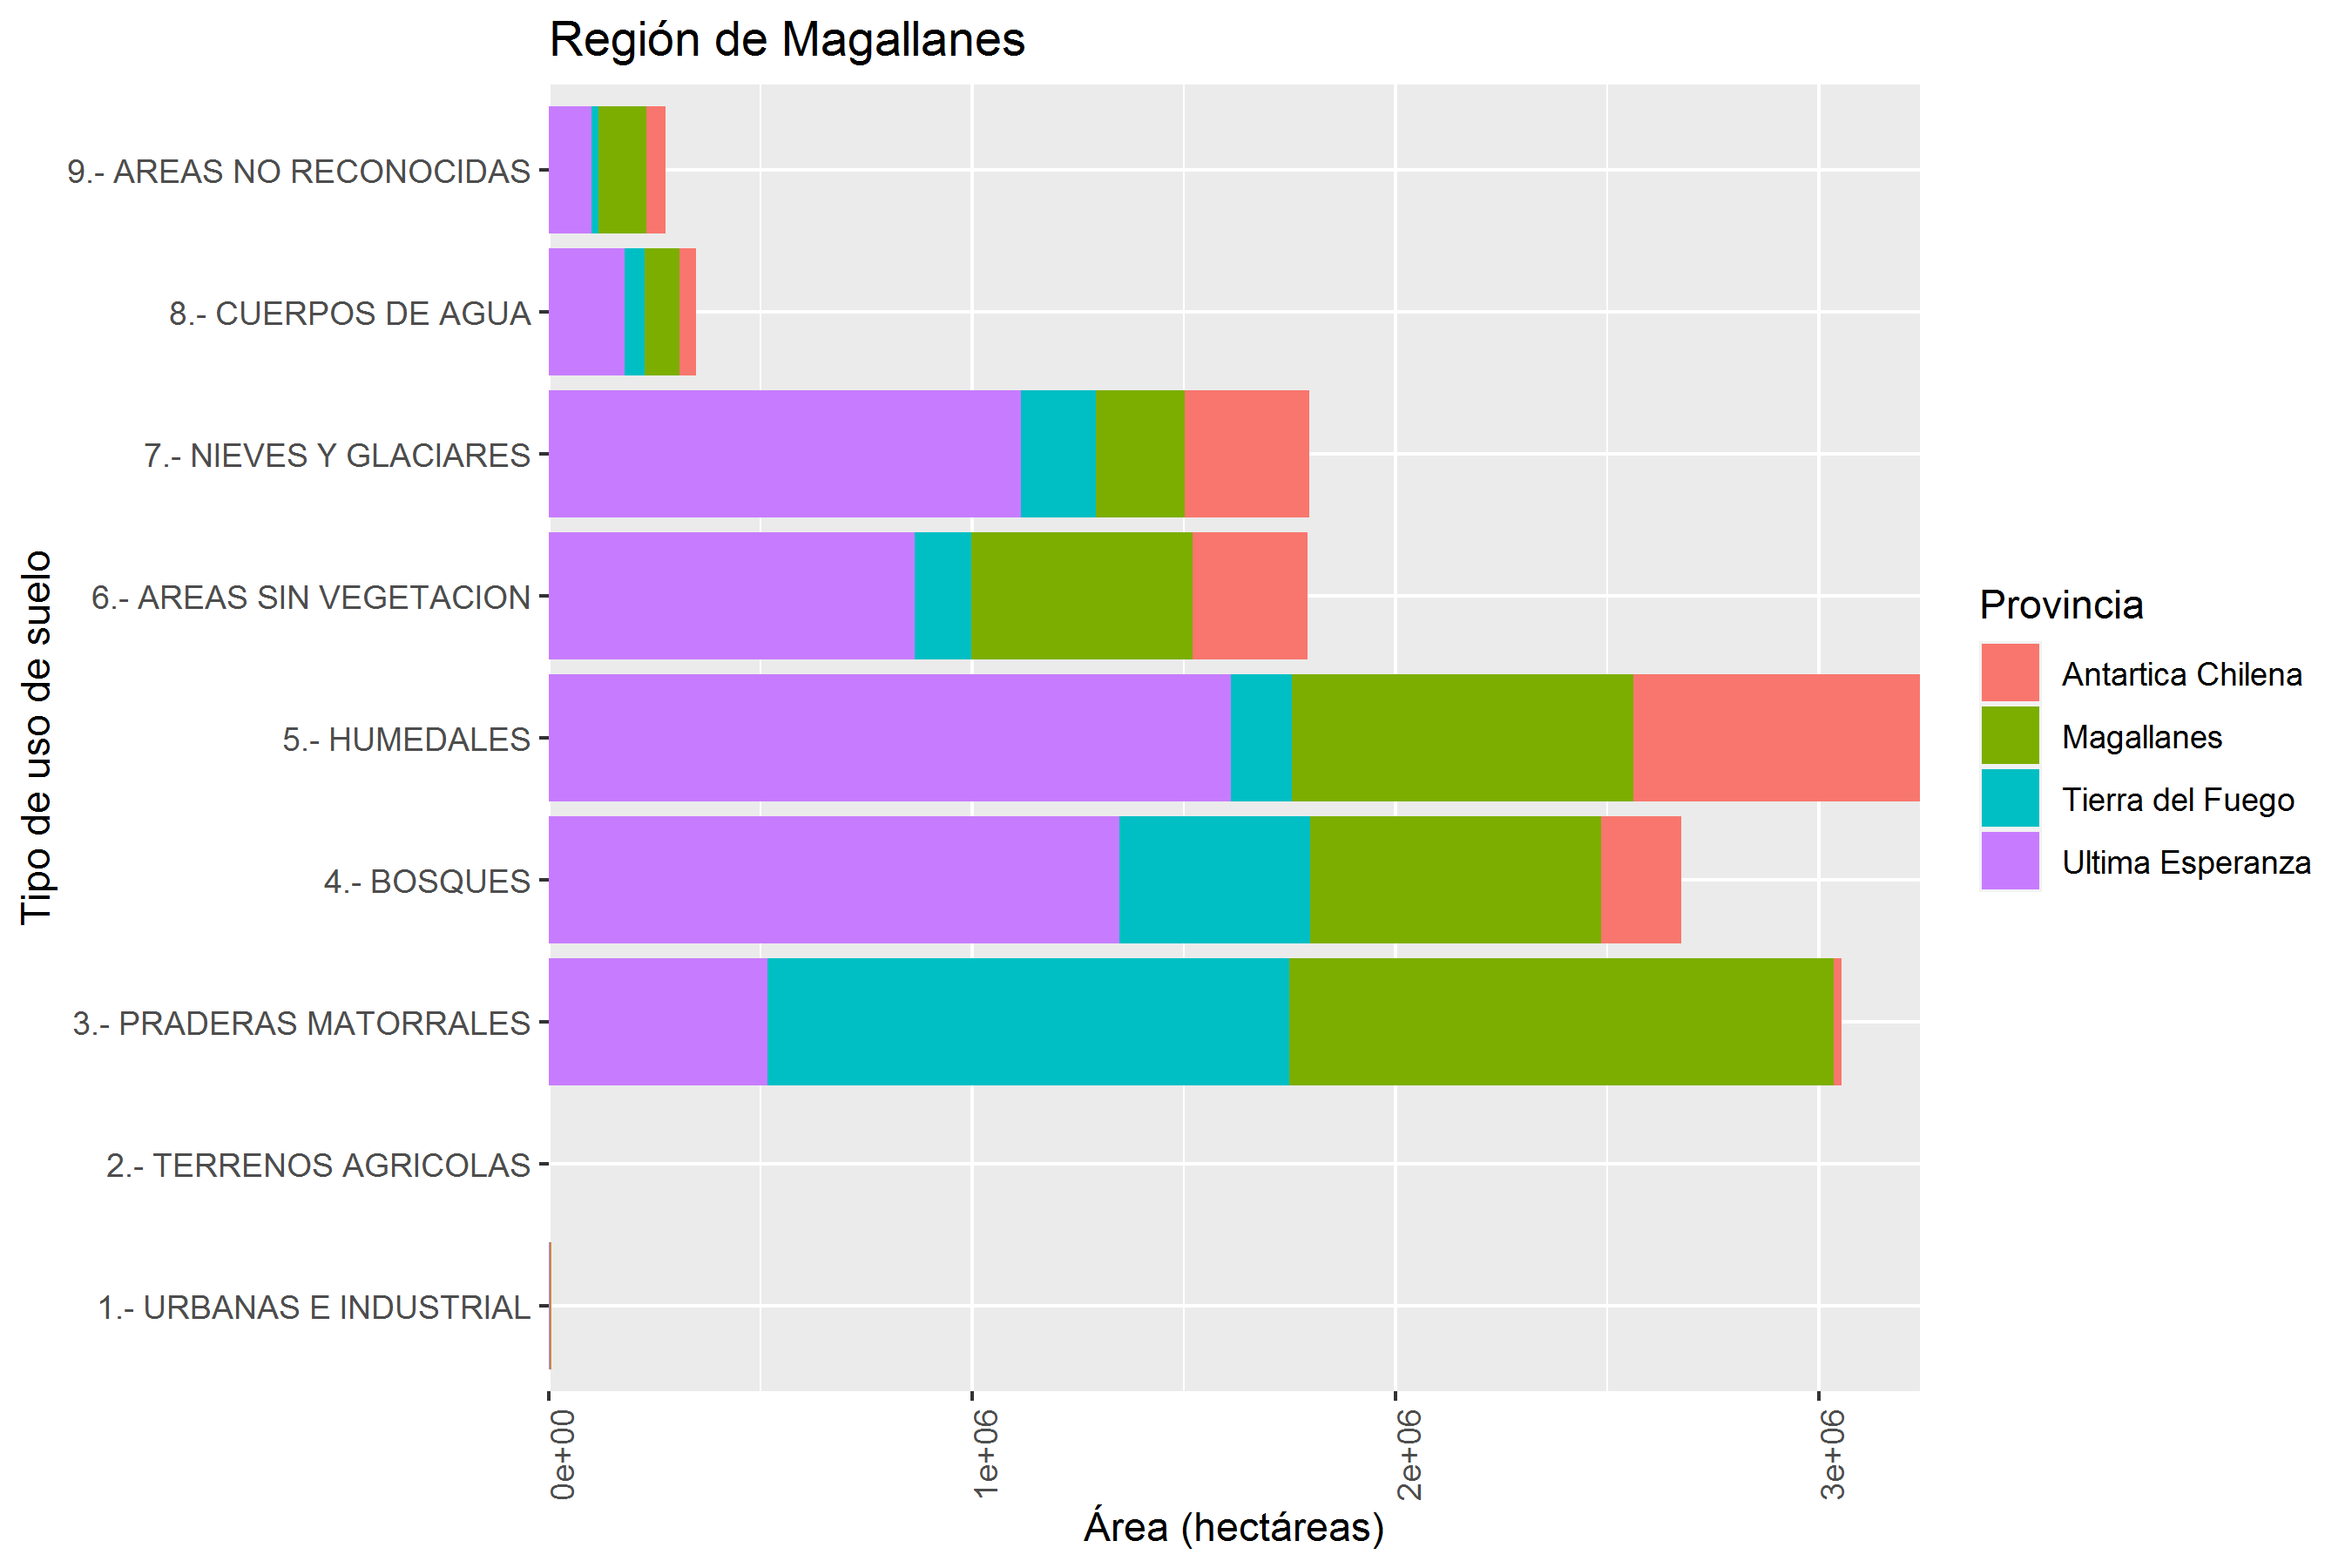 Región de Magallanes
9.- AREAS NO RECONOCIDAS
8.- CUERPOS DE AGUA
7.- NIEVES Y GLACIARES
6.- AREAS SIN VEGETACION
5.- HUMEDALES
4.- BOSQUES
3.- PRADERAS MATORRALES
2.- TERRENOS AGRICOLAS
1.- URBANAS E INDUSTRIAL
Tipo de uso de suelo
0e+00
1e+06
2e+06
3e+06
Área (hectáreas)
Provincia
Antartica Chilena
Magallanes
Tierra del Fuego
Ultima Esperanza